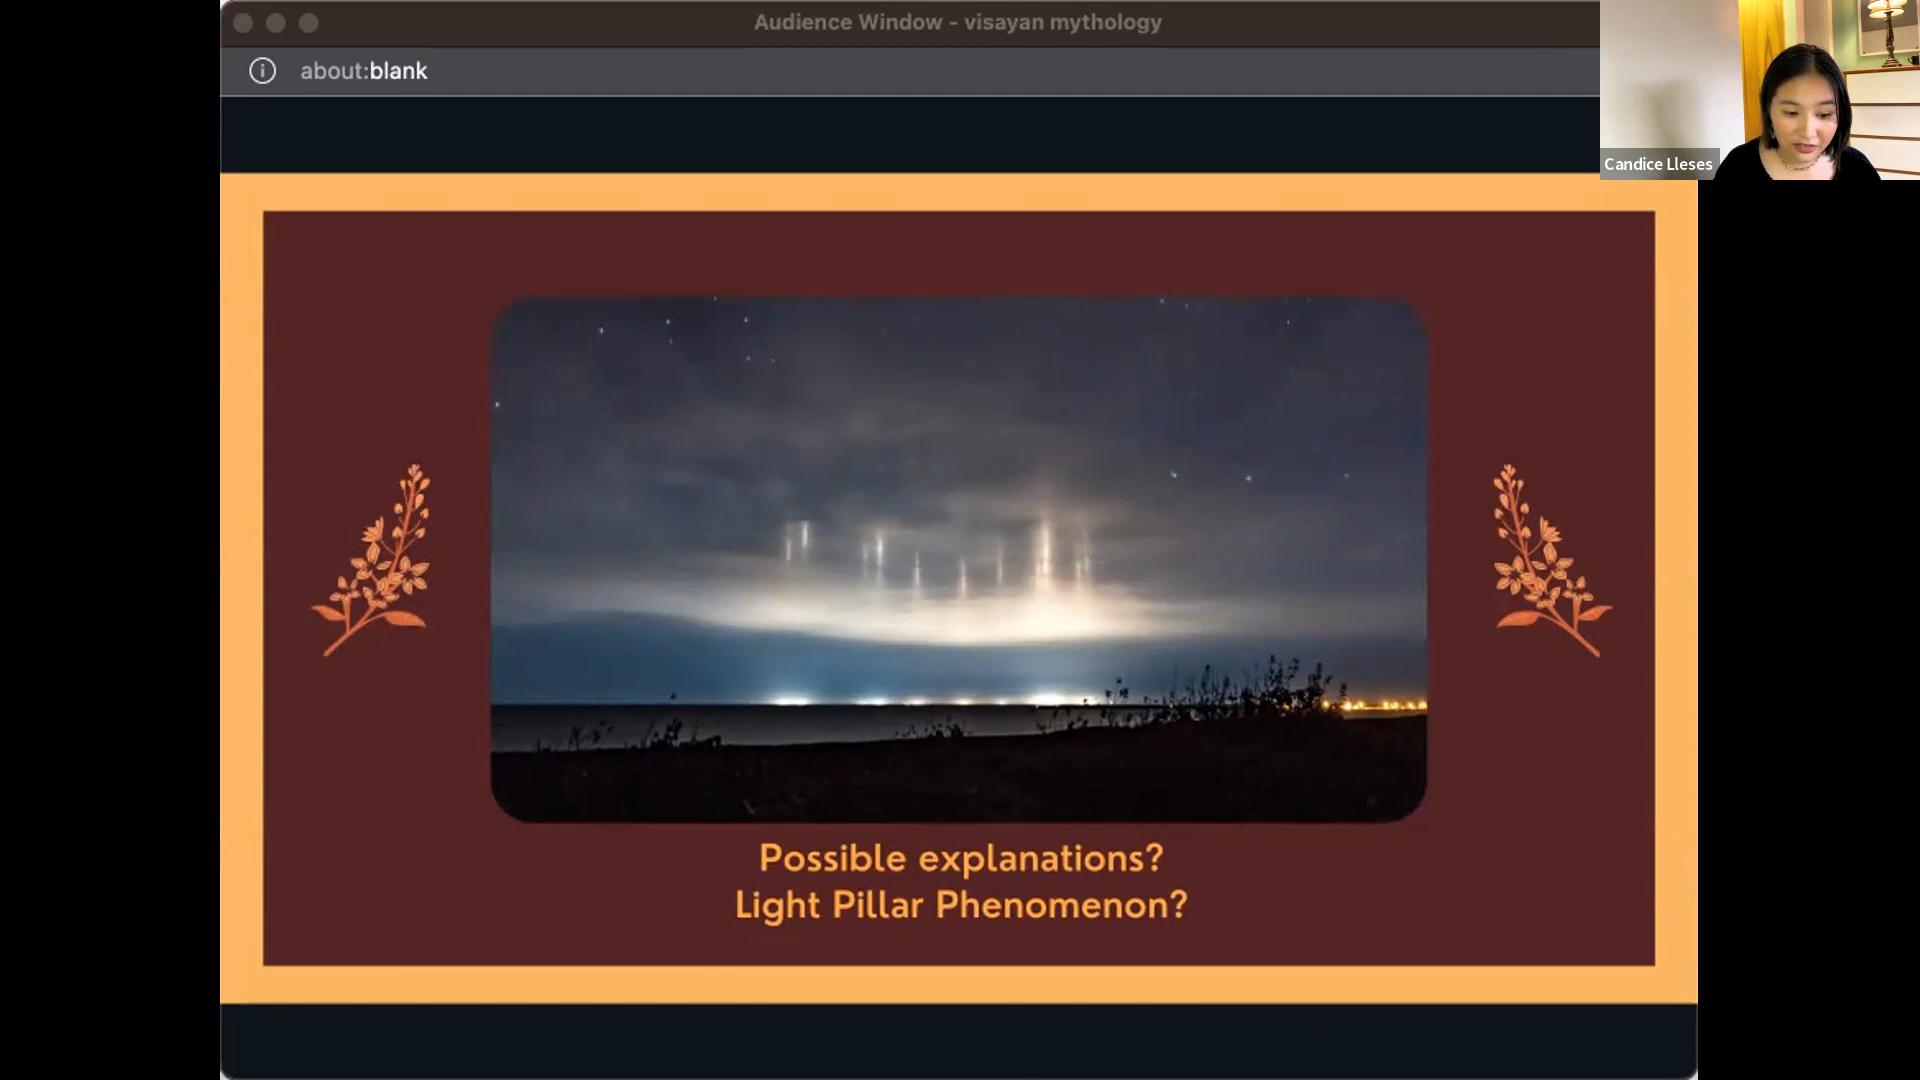 Audience Window - visayan mythology
about:blank
Candice Lleses
Possible explanations?
Light Pillar Phenomenon?